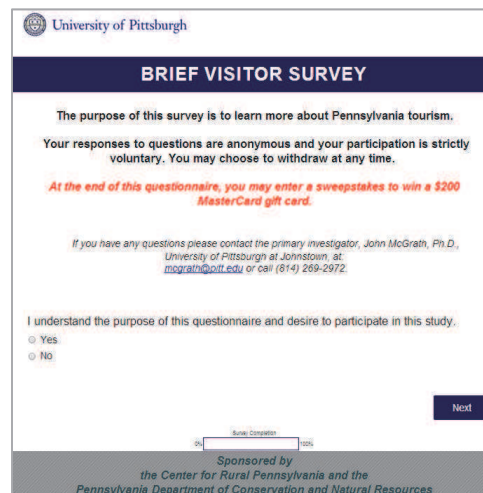 University of Pittsburgh
BRIEF VISITOR SURVEY
The purpose of this survey is to learn more about Pennsylvania tourism.
Your responses to questions are anonymous and your participation is strictly
voluntary. You may choose to withdraw at any time.
At the end of this questionnaire, you may enter a sweepstakes to win a $200
MasterCard gift card.
If you have any questions please contact the primary investigator, John McGrath, Ph.D.,
University of Pittsburgh at Johnstown, at:
mcgrath@pitt.edu or call (814) 269-2972.
I understand the purpose of this questionnaire and desire to participate in this study.
Yes
No
Next
Survey Completion
0% 100%
Sponsored by
the Center for Rural Pennsylvania and the
Pennsylvania Department of Conservation and Natural Resources